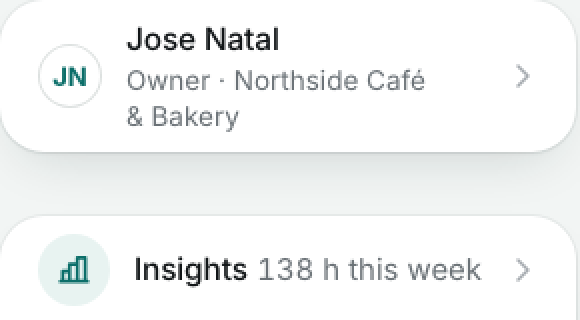 Jose Natal
JN
Owner · Northside Café
& Bakery
Insights 138 h this week